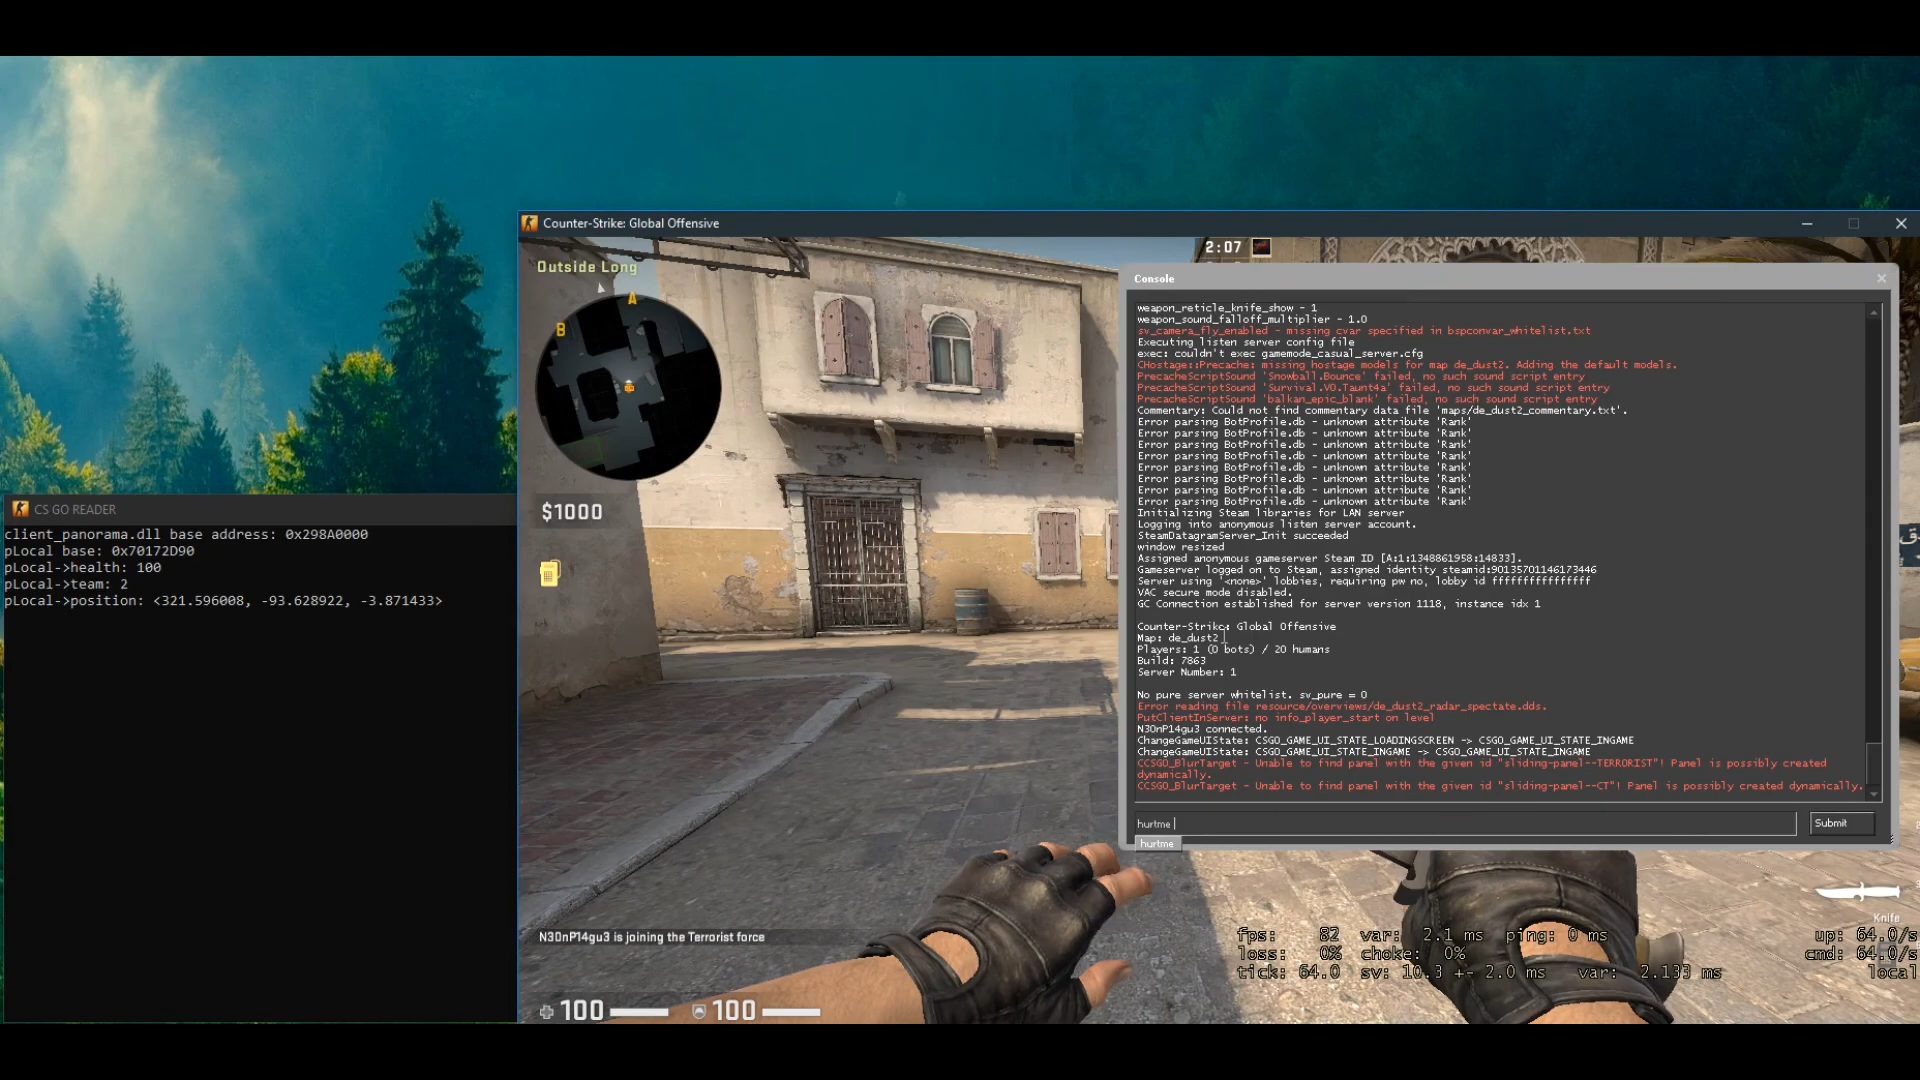 Counter-Strike: Global Offensive
Outside Long
A
B
2:07
$1000
CS GO READER
client_panorama.dll base address: 0x298A0000
pLocal base: 0x70172D90
pLocal->health: 100
pLocal->team: 2
pLocal->position: <321.596008, -93.628922, -3.871433>
Console
weapon_reticle_knife_show - 1
weapon_sound_falloff_multiplier - 1.0
sv_camera_fly_enabled - missing cvar specified in bspconvar_whitelist.txt
Executing listen server config file
exec: couldn't exec gamemode_casual_server.cfg
CHostage::Precache: missing hostage models for map de_dust2. Adding the default models.
PrecacheScriptSound 'Snowball.Bounce' failed, no such sound script entry
PrecacheScriptSound 'Survival.VO.Taunt4a' failed, no such sound script entry
PrecacheScriptSound 'balkan_epic_blank' failed, no such sound script entry
Commentary: Could not find commentary data file 'maps/de_dust2_commentary.txt'.
Error parsing BotProfile.db - unknown attribute 'Rank'
Error parsing BotProfile.db - unknown attribute 'Rank'
Error parsing BotProfile.db - unknown attribute 'Rank'
Error parsing BotProfile.db - unknown attribute 'Rank'
Error parsing BotProfile.db - unknown attribute 'Rank'
Error parsing BotProfile.db - unknown attribute 'Rank'
Error parsing BotProfile.db - unknown attribute 'Rank'
Error parsing BotProfile.db - unknown attribute 'Rank'
Initializing Steam libraries for LAN server
Logging into anonymous listen server account.
SteamDatagramServer_Init succeeded
window resized
Assigned anonymous gameserver Steam ID [A:1:1348861958:14833].
Gameserver logged on to Steam, assigned identity steamid:90135701146173446
Server using '<none>' lobbies, requiring pw no, lobby id ffffffffffffffff
VAC secure mode disabled.
GC Connection established for server version 1118, instance idx 1
Counter-Strike: Global Offensive
Map: de_dust2
Players: 1 (0 bots) / 20 humans
Build: 7863
Server Number: 1
No pure server whitelist. sv_pure = 0
Error reading file resource/overviews/de_dust2_radar_spectate.dds.
PutClientInServer: no info_player_start on level
N3OnP14gu3 connected.
ChangeGameUIState: CSGO_GAME_UI_STATE_LOADINGSCREEN -> CSGO_GAME_UI_STATE_INGAME
ChangeGameUIState: CSGO_GAME_UI_STATE_INGAME -> CSGO_GAME_UI_STATE_INGAME
CCSGO_BlurTarget - Unable to find panel with the given id "sliding-panel--TERRORIST"! Panel is possibly created
dynamically.
CCSGO_BlurTarget - Unable to find panel with the given id "sliding-panel--CT"! Panel is possibly created dynamically.
hurtme
Submit
hurtme
Knife
N3OnP14gu3 is joining the Terrorist force
fps: 82 var: 2.1 ms ping: 0 ms
loss: 0% choke: 0%
tick: 64.0 sv: 10.3 +- 2.0 ms var: 2.133 ms
up: 64.0/s
cmd: 64.0/s
local
100
100